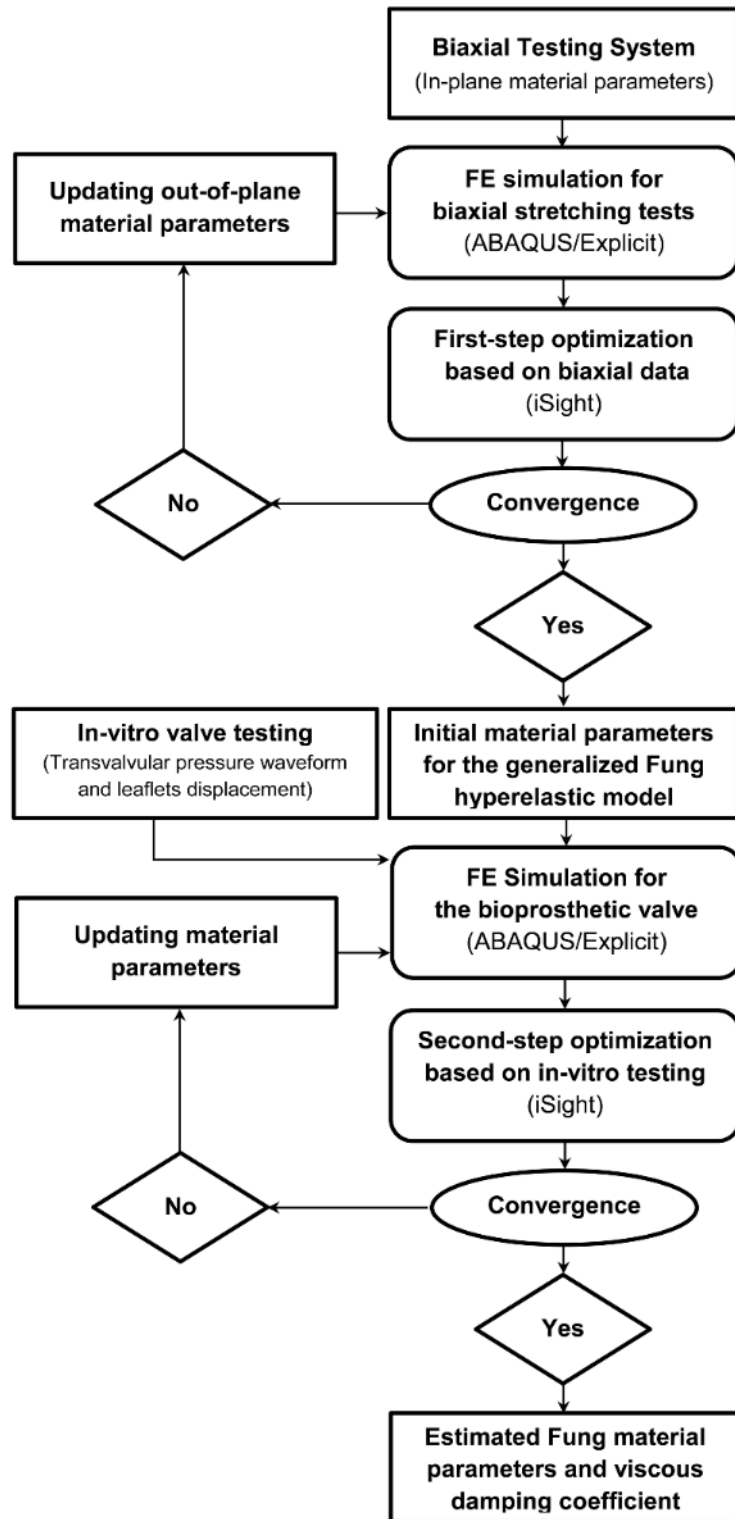 Biaxial Testing System
(In-plane material parameters)
Updating out-of-plane
material parameters
FE simulation for
biaxial stretching tests
(ABAQUS/Explicit)
First-step optimization
based on biaxial data
(iSight)
No
Convergence
Yes
In-vitro valve testing
(Transvalvular pressure waveform
and leaflets displacement)
Initial material parameters
for the generalized Fung
hyperelastic model
FE Simulation for
the bioprosthetic valve
(ABAQUS/Explicit)
Updating material
parameters
Second-step optimization
based on in-vitro testing
(iSight)
No
Convergence
Yes
Estimated Fung material
parameters and viscous
damping coefficient